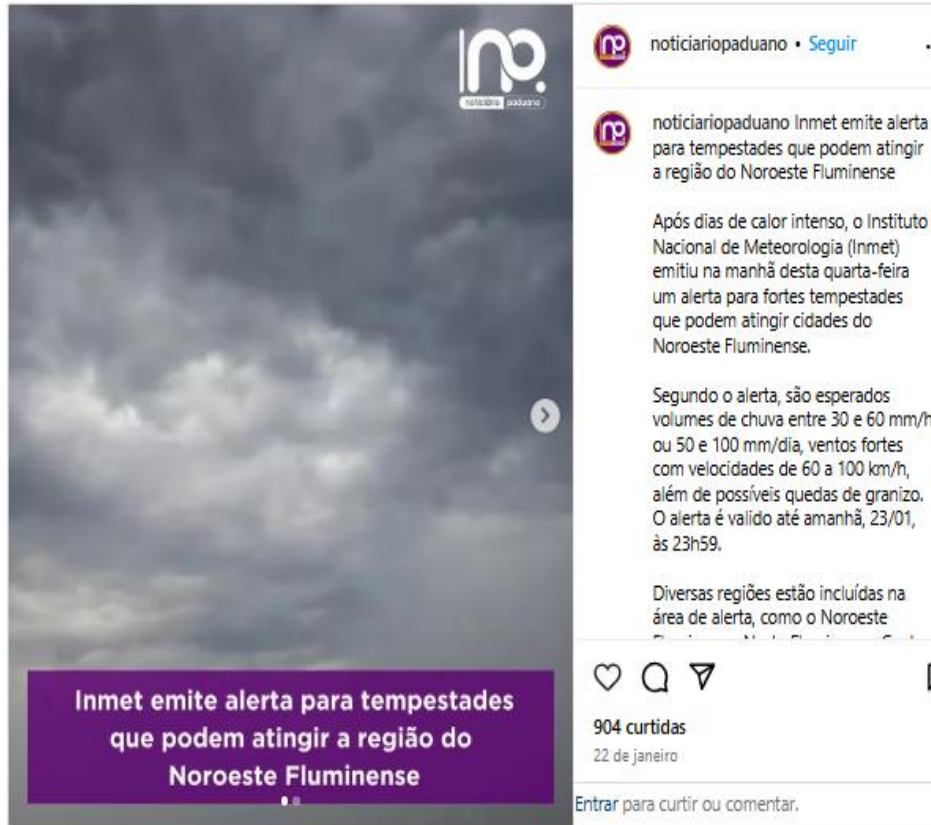 noticiário paduano
Inmet emite alerta para tempestades
que podem atingir a região do
Noroeste Fluminense
noticiariopaduano • Seguir
noticiariopaduano Inmet emite alerta
para tempestades que podem atingir
a região do Noroeste Fluminense
Após dias de calor intenso, o Instituto
Nacional de Meteorologia (Inmet)
emitiu na manhã desta quarta-feira
um alerta para fortes tempestades
que podem atingir cidades do
Noroeste Fluminense.
Segundo o alerta, são esperados
volumes de chuva entre 30 e 60 mm/h
ou 50 e 100 mm/dia, ventos fortes
com velocidades de 60 a 100 km/h,
além de possíveis quedas de granizo.
O alerta é valido até amanhã, 23/01,
às 23h59.
Diversas regiões estão incluídas na
área de alerta, como o Noroeste
904 curtidas
22 de janeiro
Entrar para curtir ou comentar.